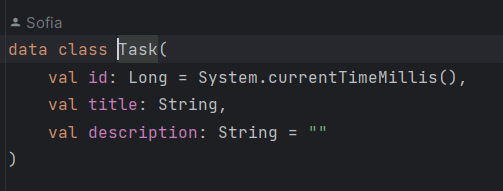 Sofia
data class Task(
    val id: Long = System.currentTimeMillis(),
    val title: String,
    val description: String = ""
)